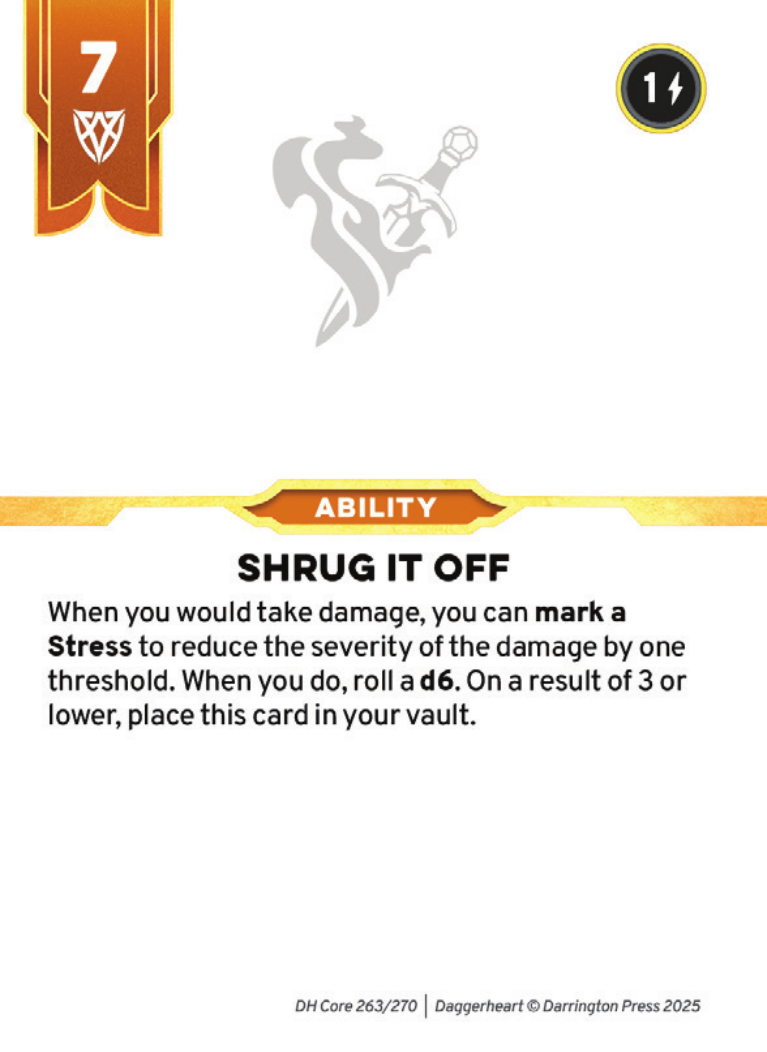 7
1
ABILITY
SHRUG IT OFF
When you would take damage, you can mark a
Stress to reduce the severity of the damage by one
threshold. When you do, roll a d6. On a result of 3 or
lower, place this card in your vault.
DH Core 263/270 | Daggerheart © Darrington Press 2025